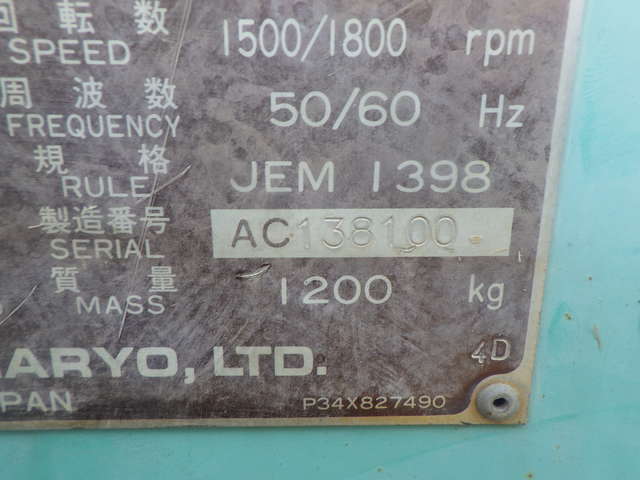 回転数
SPEED
1500/1800 rpm
周波数
FREQUENCY
50/60 Hz
規格
RULE
JEM 1398
製造番号
SERIAL
AC138100
質量
MASS
1200 kg
ARYO, LTD.
4D
PAN
P34X827490